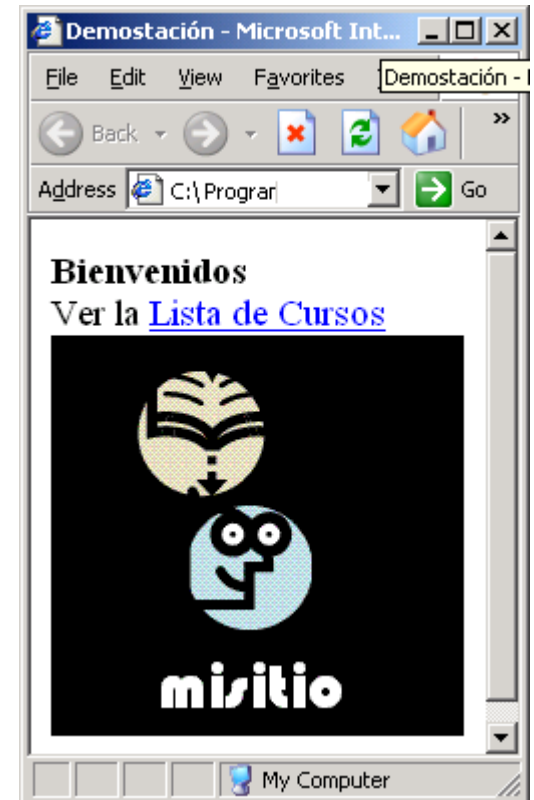 Demostación - Microsoft Int...
File Edit View Favorites
Demostación -
Back »
Address C:\Prograr Go
Bienvenidos
Ver la Lista de Cursos
misitio
My Computer